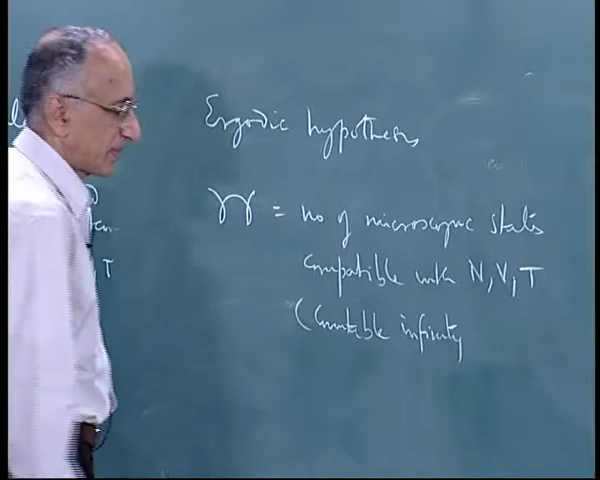 Ergodic hypothesis
= no of microscopic states
compatible with N, V, T
(Countable infinity
, T